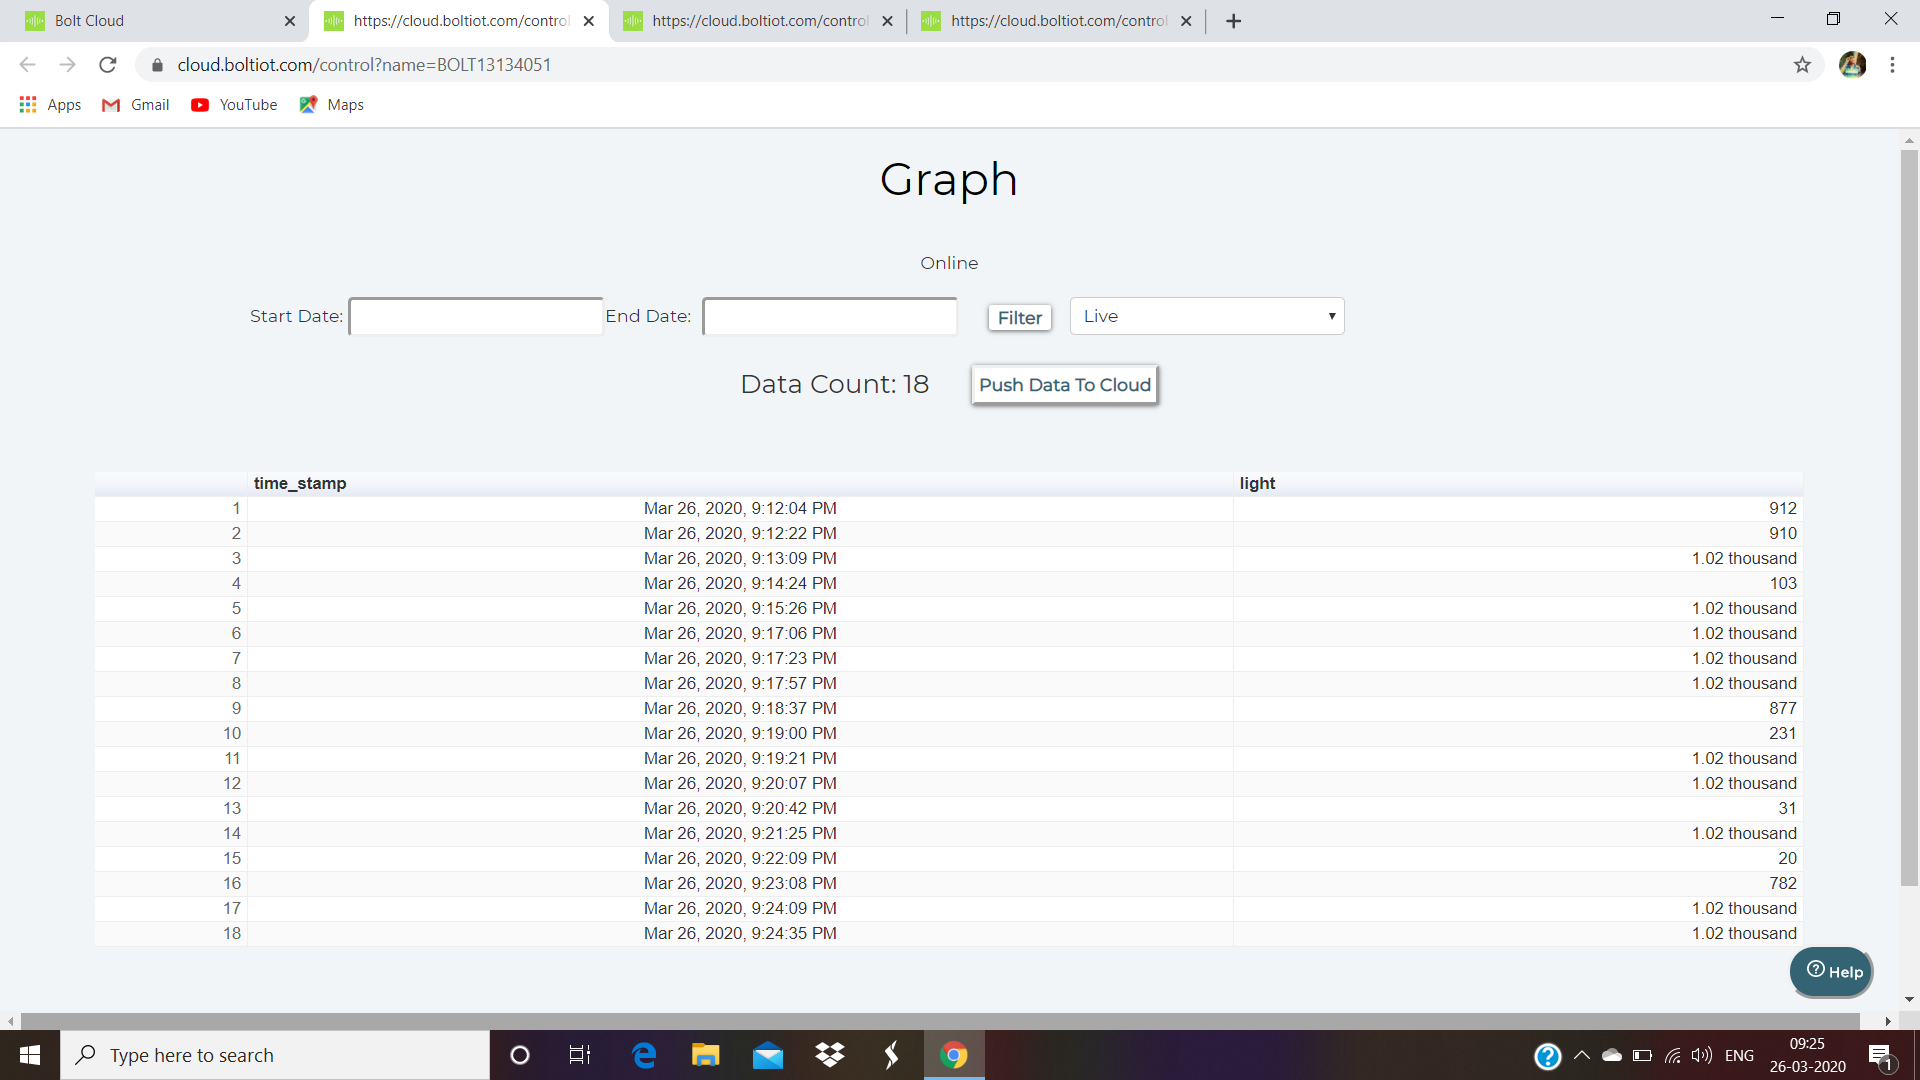 Bolt Cloud
https://cloud.boltiot.com/control
https://cloud.boltiot.com/control
https://cloud.boltiot.com/control
cloud.boltiot.com/control?name=BOLT13134051
Apps Gmail YouTube Maps
Graph
Online
Start Date: End Date: Filter Live
Data Count: 18 Push Data To Cloud
time_stamp light
1 Mar 26, 2020, 9:12:04 PM 912
2 Mar 26, 2020, 9:12:22 PM 910
3 Mar 26, 2020, 9:13:09 PM 1.02 thousand
4 Mar 26, 2020, 9:14:24 PM 103
5 Mar 26, 2020, 9:15:26 PM 1.02 thousand
6 Mar 26, 2020, 9:17:06 PM 1.02 thousand
7 Mar 26, 2020, 9:17:23 PM 1.02 thousand
8 Mar 26, 2020, 9:17:57 PM 1.02 thousand
9 Mar 26, 2020, 9:18:37 PM 877
10 Mar 26, 2020, 9:19:00 PM 231
11 Mar 26, 2020, 9:19:21 PM 1.02 thousand
12 Mar 26, 2020, 9:20:07 PM 1.02 thousand
13 Mar 26, 2020, 9:20:42 PM 31
14 Mar 26, 2020, 9:21:25 PM 1.02 thousand
15 Mar 26, 2020, 9:22:09 PM 20
16 Mar 26, 2020, 9:23:08 PM 782
17 Mar 26, 2020, 9:24:09 PM 1.02 thousand
18 Mar 26, 2020, 9:24:35 PM 1.02 thousand
Help
Type here to search
ENG
09:25
26-03-2020
1